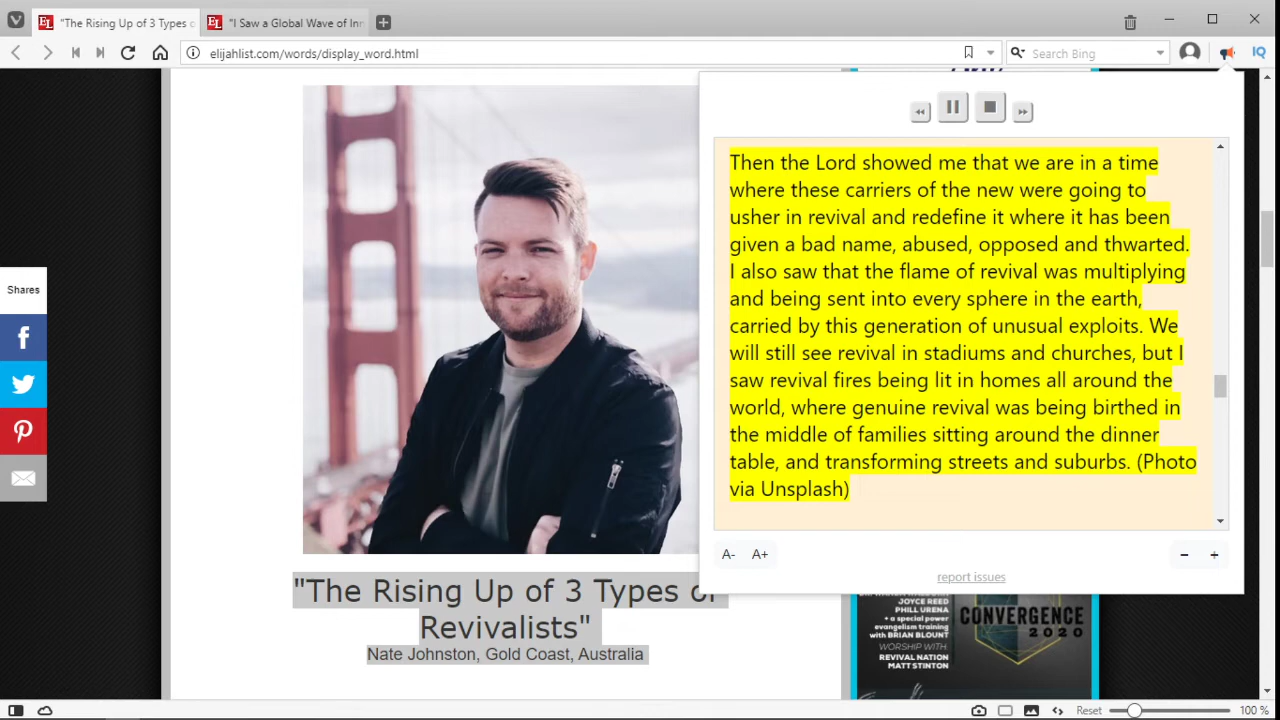 EL "The Rising Up of 3 Types o
EL "I Saw a Global Wave of Inn
elijahlist.com/words/display_word.html
Search Bing
IQ
Shares
Then the Lord showed me that we are in a time
where these carriers of the new were going to
usher in revival and redefine it where it has been
given a bad name, abused, opposed and thwarted.
I also saw that the flame of revival was multiplying
and being sent into every sphere in the earth,
carried by this generation of unusual exploits. We
will still see revival in stadiums and churches, but I
saw revival fires being lit in homes all around the
world, where genuine revival was being birthed in
the middle of families sitting around the dinner
table, and transforming streets and suburbs. (Photo
via Unsplash)
A- A+
- +
report issues
"The Rising Up of 3 Types of
Revivalists"
Nate Johnston, Gold Coast, Australia
JOYCE REED
PHILL URENA
+ a special power
evangelism training
with BRIAN BLOUNT
WORSHIP WITH
REVIVAL NATION
MATT STINTON
CONVERGENCE
2020
Reset
100 %